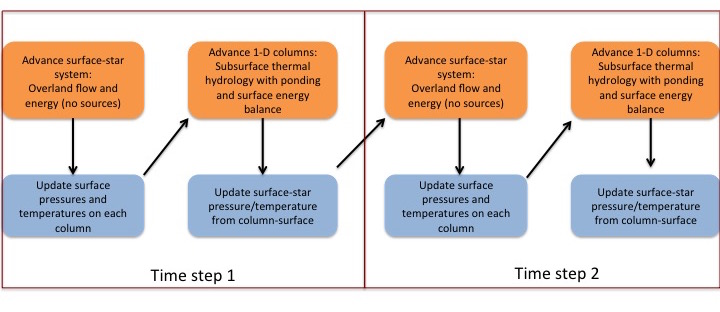 Advance surface-star
system:
Overland flow and
energy (no sources)
Update surface
pressures and
temperatures on each
column
Advance 1-D columns:
Subsurface thermal
hydrology with ponding
and surface energy
balance
Update surface-star
pressure/temperature
from column-surface
Time step 1
Advance surface-star
system:
Overland flow and
energy (no sources)
Update surface
pressures and
temperatures on each
column
Advance 1-D columns:
Subsurface thermal
hydrology with ponding
and surface energy
balance
Update surface-star
pressure/temperature
from column-surface
Time step 2